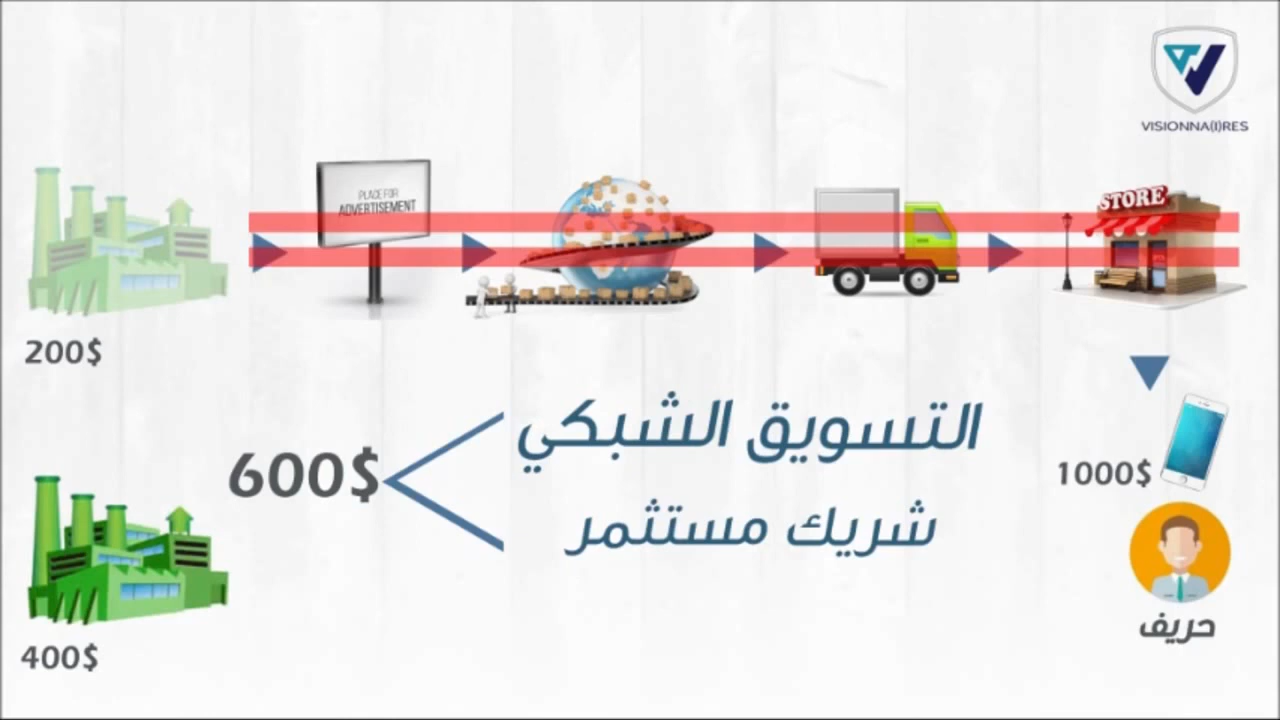 VISIONNA(I)RES
PLACE FOR
ADVERTISEMENT
STORE
200$
التسويق الشبكي
600$
شريك مستثمر
1000$
حريف
400$